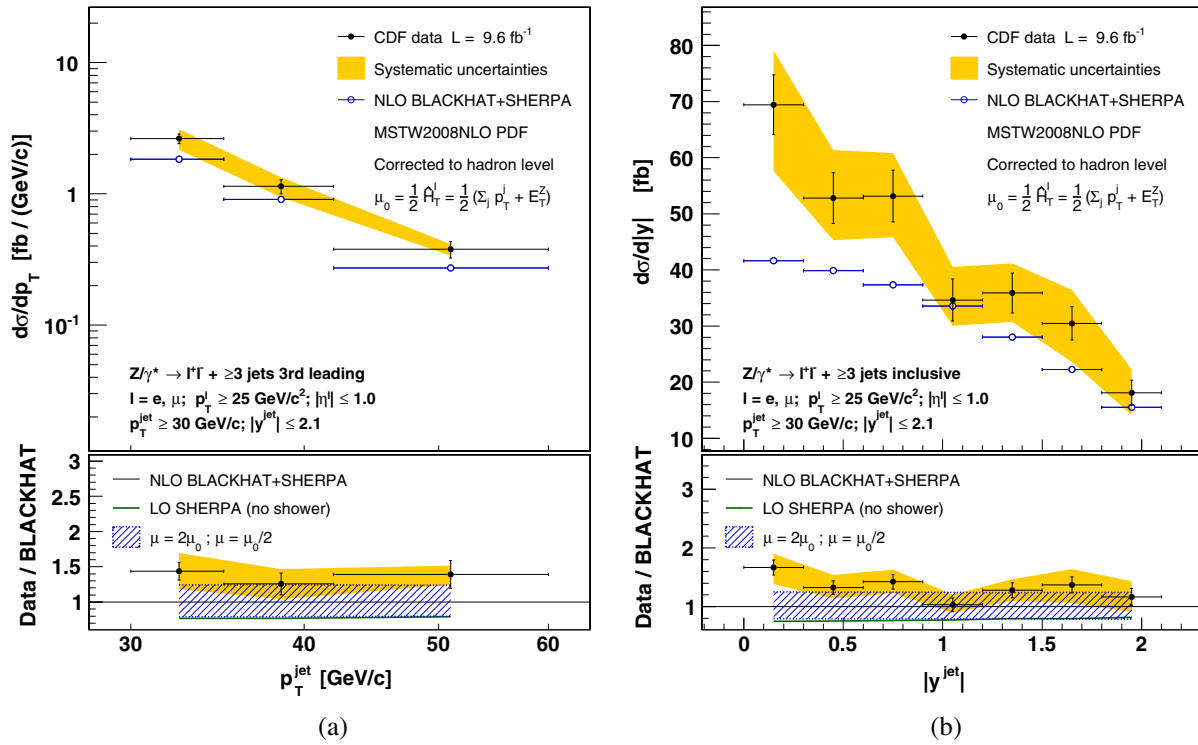 CDF data L = 9.6 fb⁻¹
Systematic uncertainties
NLO BLACKHAT+SHERPA
MSTW2008NLO PDF
Corrected to hadron level
μ₀ = 1/2 Ĥ_T^l = 1/2 (Σ_j p_T^j + E_T^Z)
dσ/dp_T [fb / (GeV/c)]
10
1
10⁻¹
Z/γ* → l⁺l⁻ + ≥3 jets 3rd leading
l = e, μ; p_T^l ≥ 25 GeV/c²; |η^l| ≤ 1.0
p_T^jet ≥ 30 GeV/c; |y^jet| ≤ 2.1
Data / BLACKHAT
3
2.5
2
1.5
1
NLO BLACKHAT+SHERPA
LO SHERPA (no shower)
μ = 2μ₀ ; μ = μ₀/2
30
40
50
60
p_T^jet [GeV/c]
(a)
CDF data L = 9.6 fb⁻¹
Systematic uncertainties
NLO BLACKHAT+SHERPA
MSTW2008NLO PDF
Corrected to hadron level
μ₀ = 1/2 Ĥ_T^l = 1/2 (Σ_j p_T^j + E_T^Z)
dσ/d|y| [fb]
80
70
60
50
40
30
20
10
Z/γ* → l⁺l⁻ + ≥3 jets inclusive
l = e, μ; p_T^l ≥ 25 GeV/c²; |η^l| ≤ 1.0
p_T^jet ≥ 30 GeV/c; |y^jet| ≤ 2.1
Data / BLACKHAT
3
2
1
NLO BLACKHAT+SHERPA
LO SHERPA (no shower)
μ = 2μ₀ ; μ = μ₀/2
0
0.5
1
1.5
2
|y^jet|
(b)